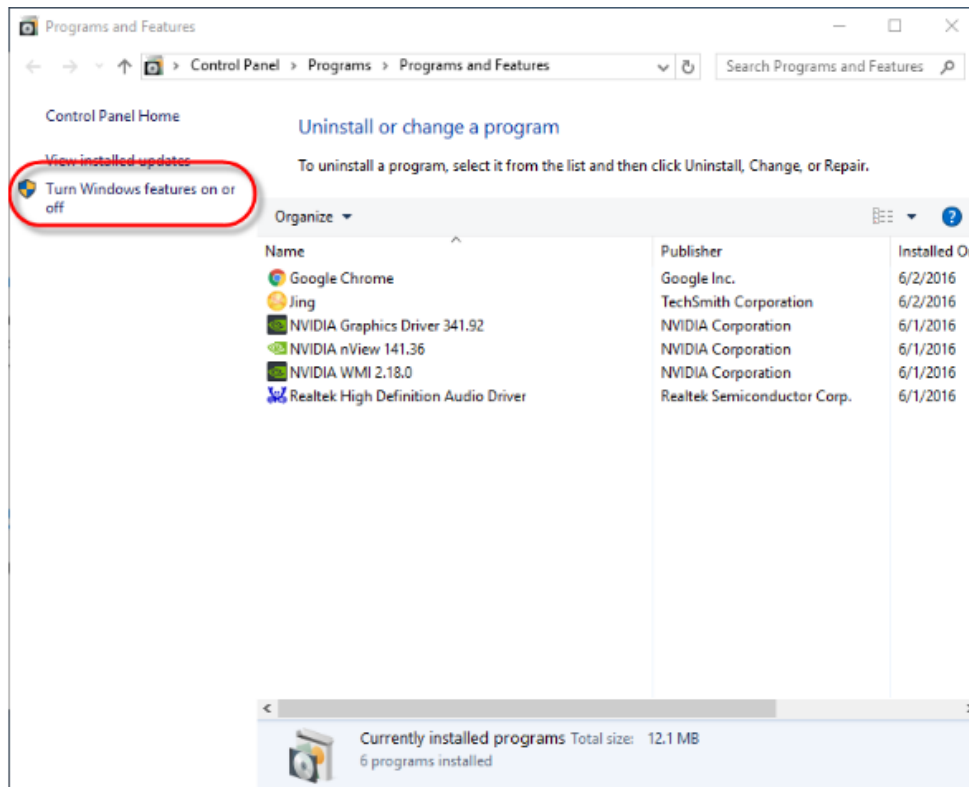 Programs and Features
Control Panel > Programs > Programs and Features
Search Programs and Features
Control Panel Home
View installed updates
Turn Windows features on or
off
Uninstall or change a program
To uninstall a program, select it from the list and then click Uninstall, Change, or Repair.
Organize
Name Publisher Installed O
Google Chrome Google Inc. 6/2/2016
Jing TechSmith Corporation 6/2/2016
NVIDIA Graphics Driver 341.92 NVIDIA Corporation 6/1/2016
NVIDIA nView 141.36 NVIDIA Corporation 6/1/2016
NVIDIA WMI 2.18.0 NVIDIA Corporation 6/1/2016
Realtek High Definition Audio Driver Realtek Semiconductor Corp. 6/1/2016
Currently installed programs Total size: 12.1 MB
6 programs installed